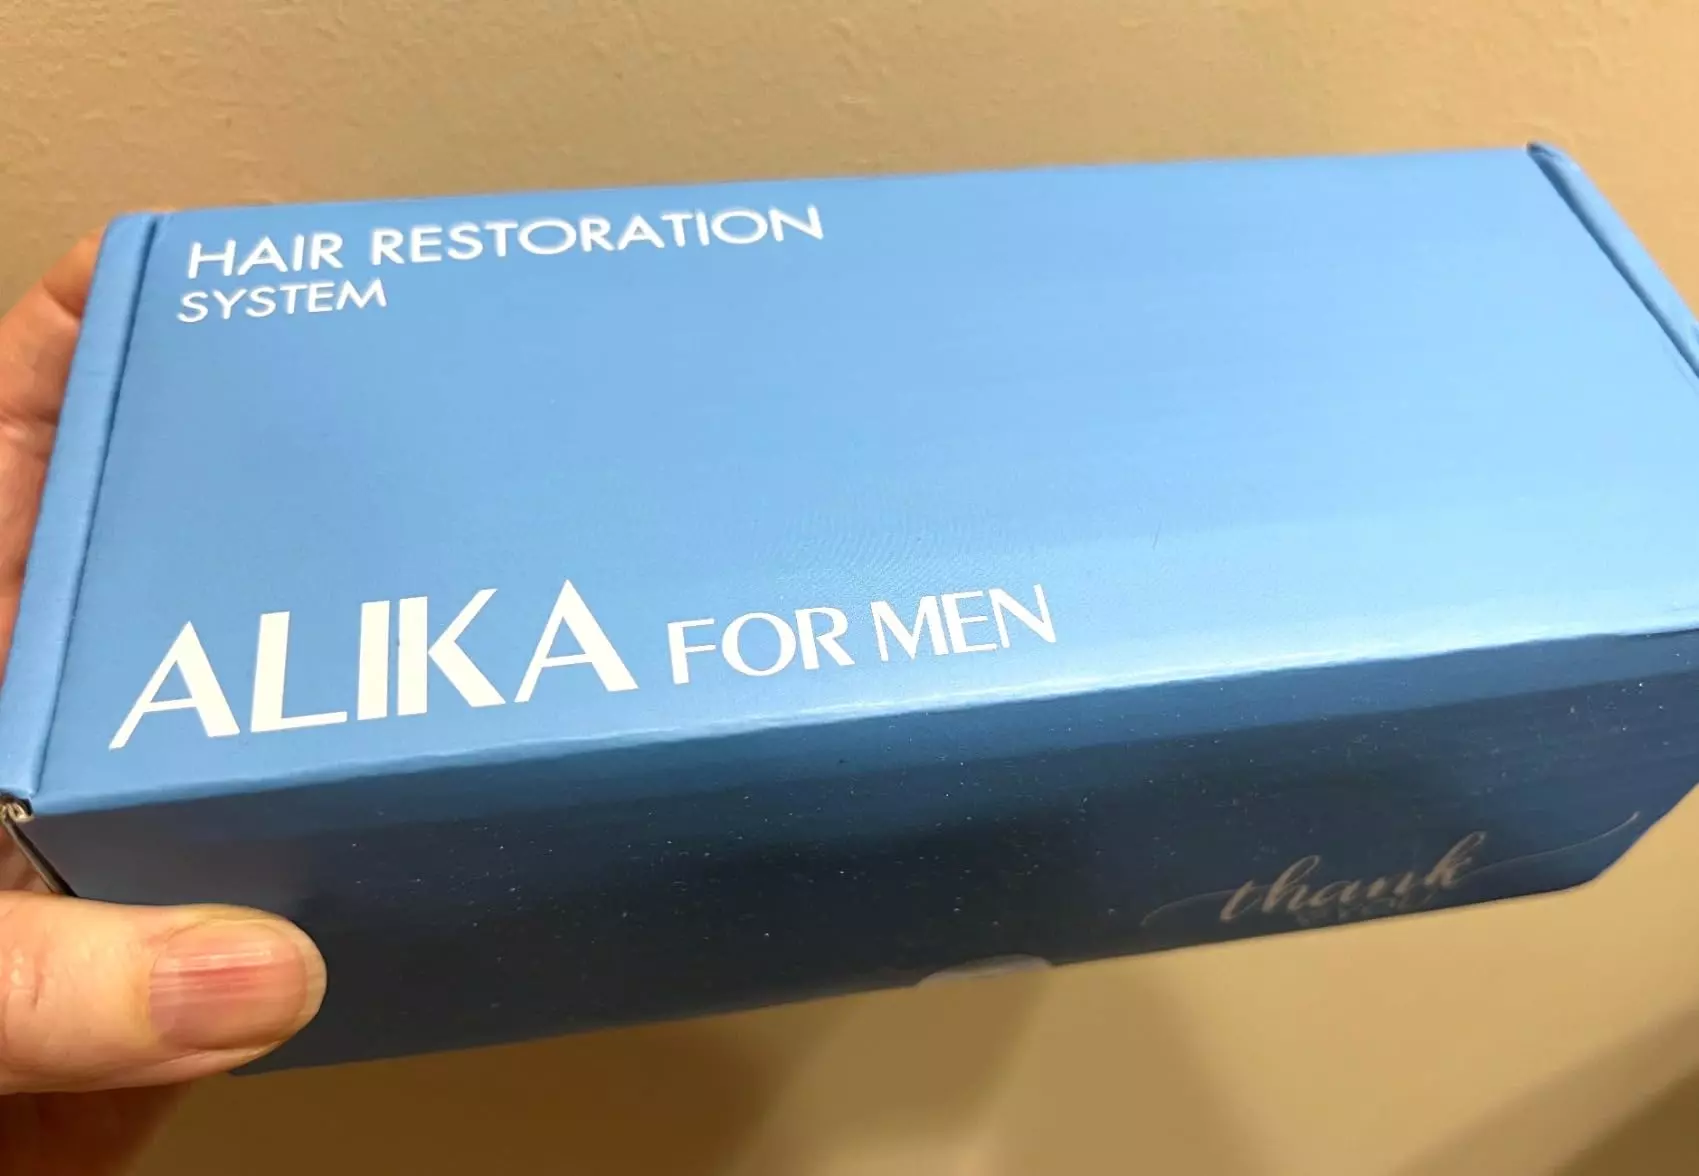 HAIR RESTORATION
SYSTEM
ALIKA FOR MEN
thank